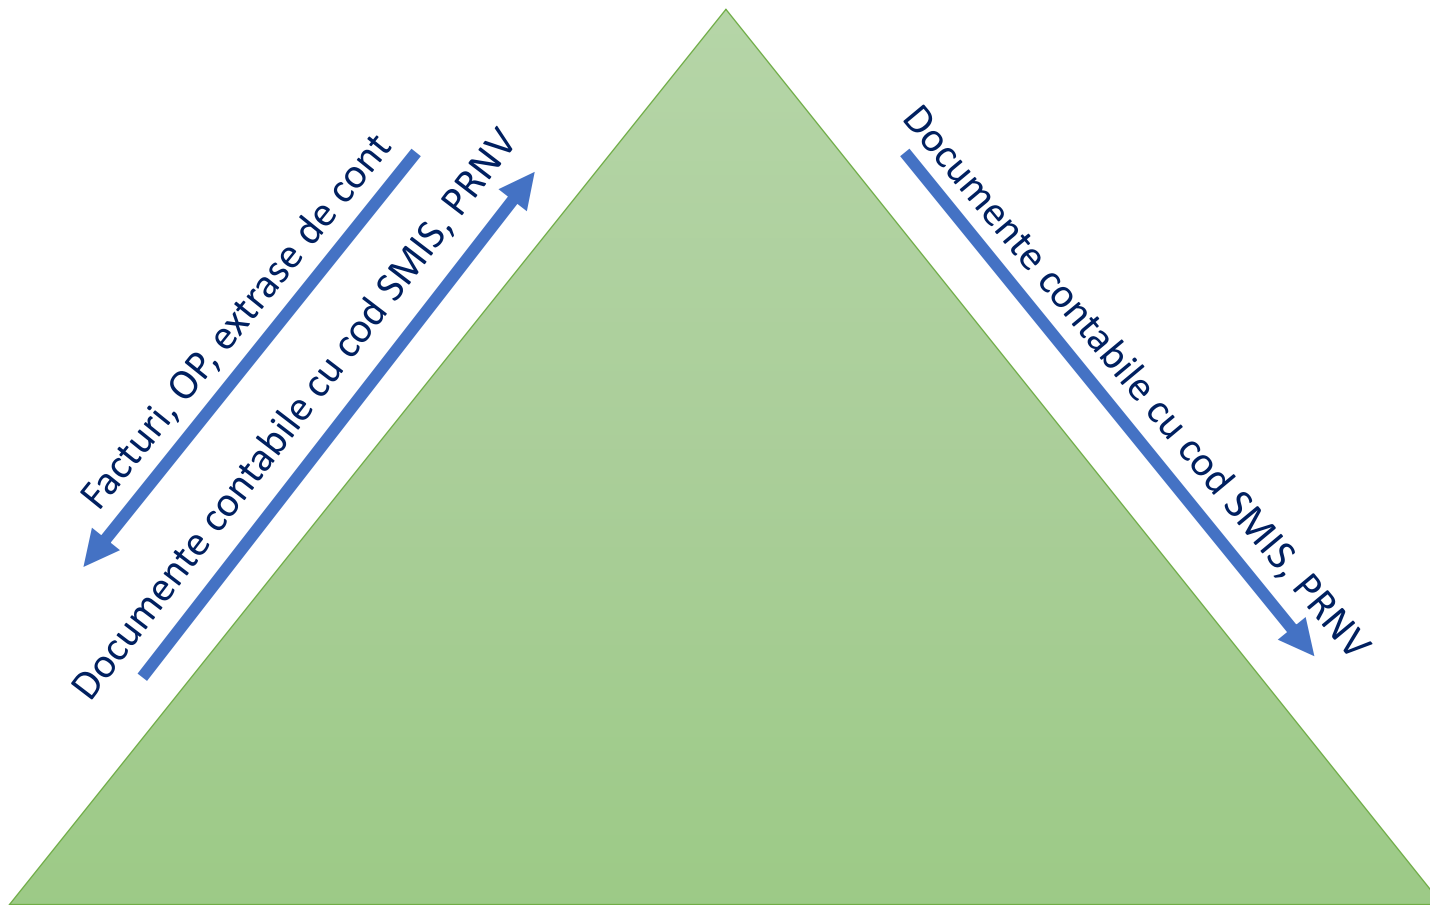 Facturi, OP, extrase de cont
Documente contabile cu cod SMIS, PRNV
Documente contabile cu cod SMIS, PRNV